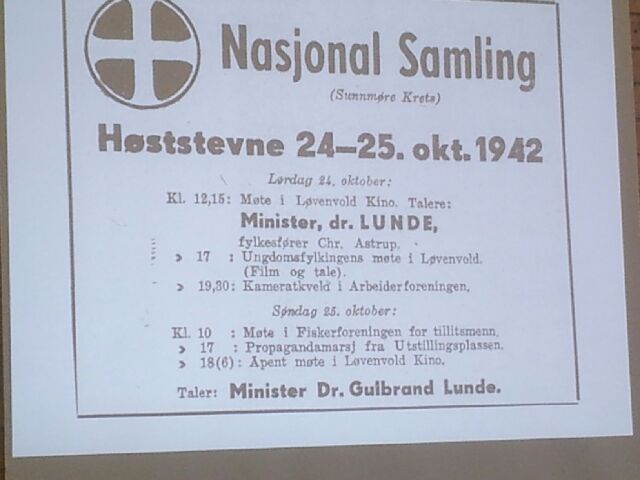 Nasjonal Samling
(Sunnmøre Krets)
Høststevne 24–25. okt. 1942
Lørdag 24. oktober:
Kl. 12,15: Møte i Løvenvold Kino. Talere:
Minister, dr. LUNDE,
fylkesfører Chr. Astrup.
» 17 : Ungdomsfylkingens møte i Løvenvold.
(Film og tale).
» 19,30: Kameratkveld i Arbeiderforeningen.
Søndag 25. oktober:
Kl. 10 : Møte i Fiskerforeningen for tillitsmenn.
» 17 : Propagandamarsj fra Utstillingsplassen.
» 18(6): Apent møte i Løvenvold Kino.
Taler: Minister Dr. Gulbrand Lunde.